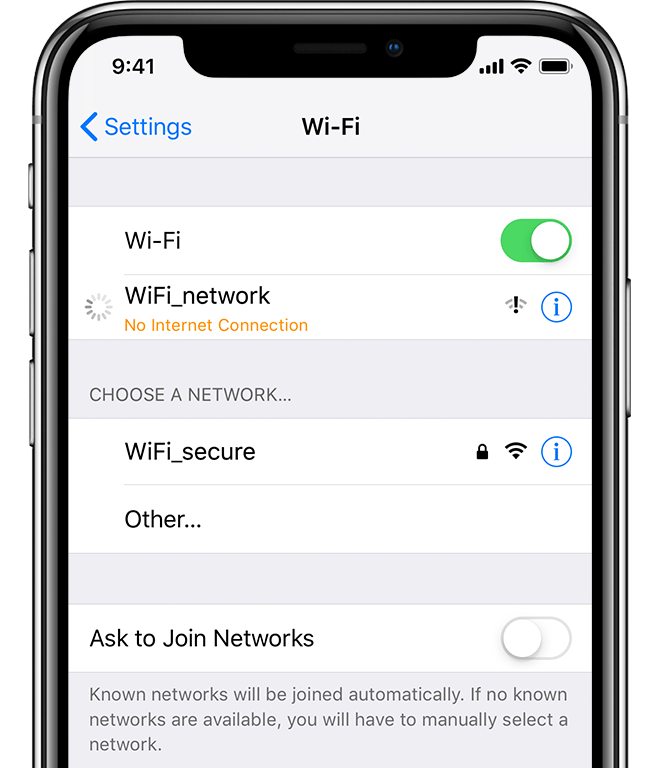 9:41
Settings
Wi-Fi
Wi-Fi
WiFi_network
No Internet Connection
CHOOSE A NETWORK...
WiFi_secure
Other...
Ask to Join Networks
Known networks will be joined automatically. If no known
networks are available, you will have to manually select a
network.